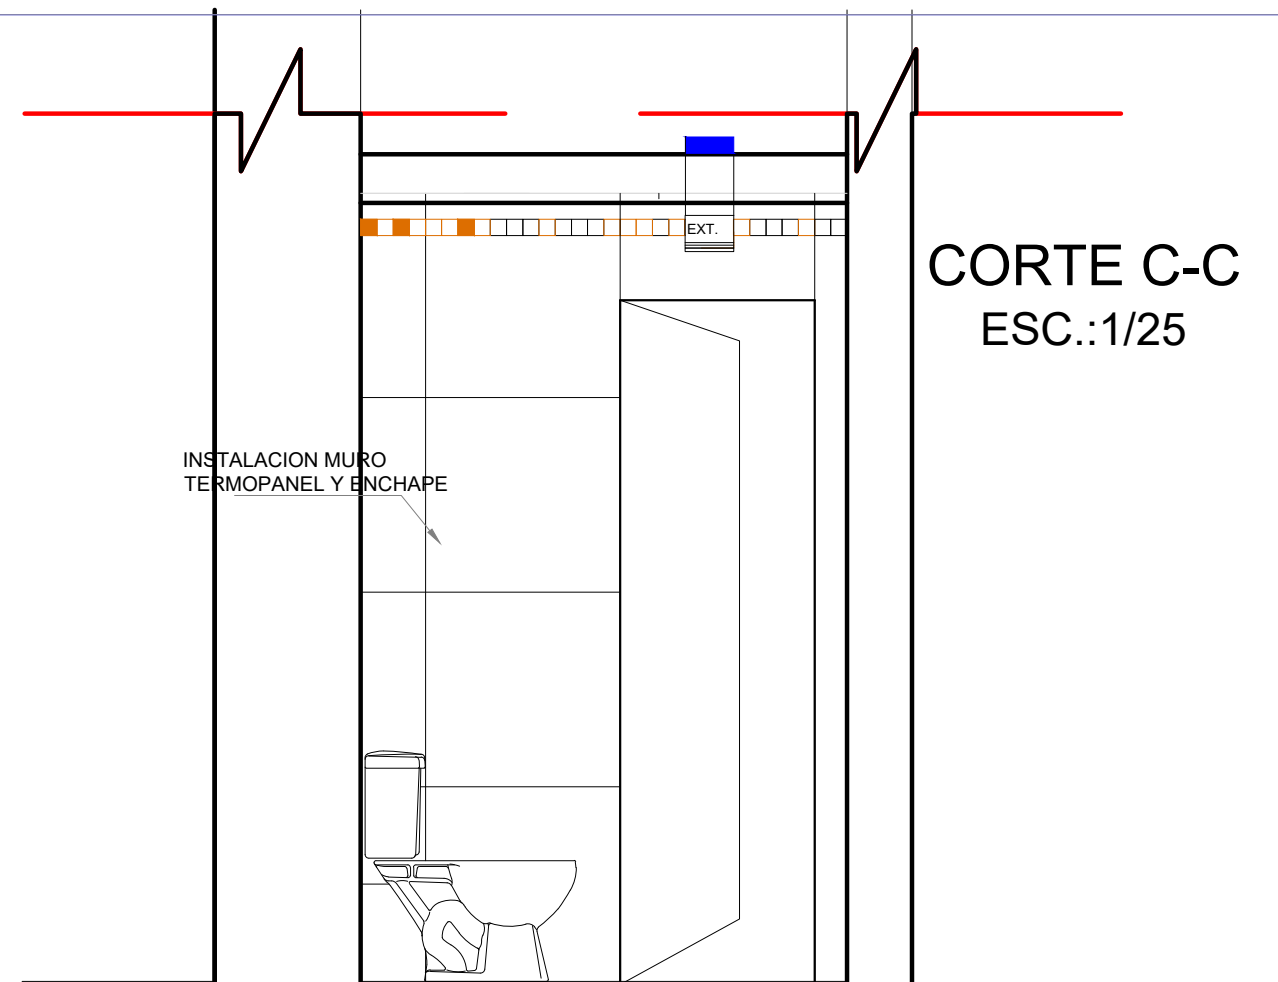 EXT.
CORTE C-C
ESC.:1/25
INSTALACION MURO
TERMOPANEL Y ENCHAPE